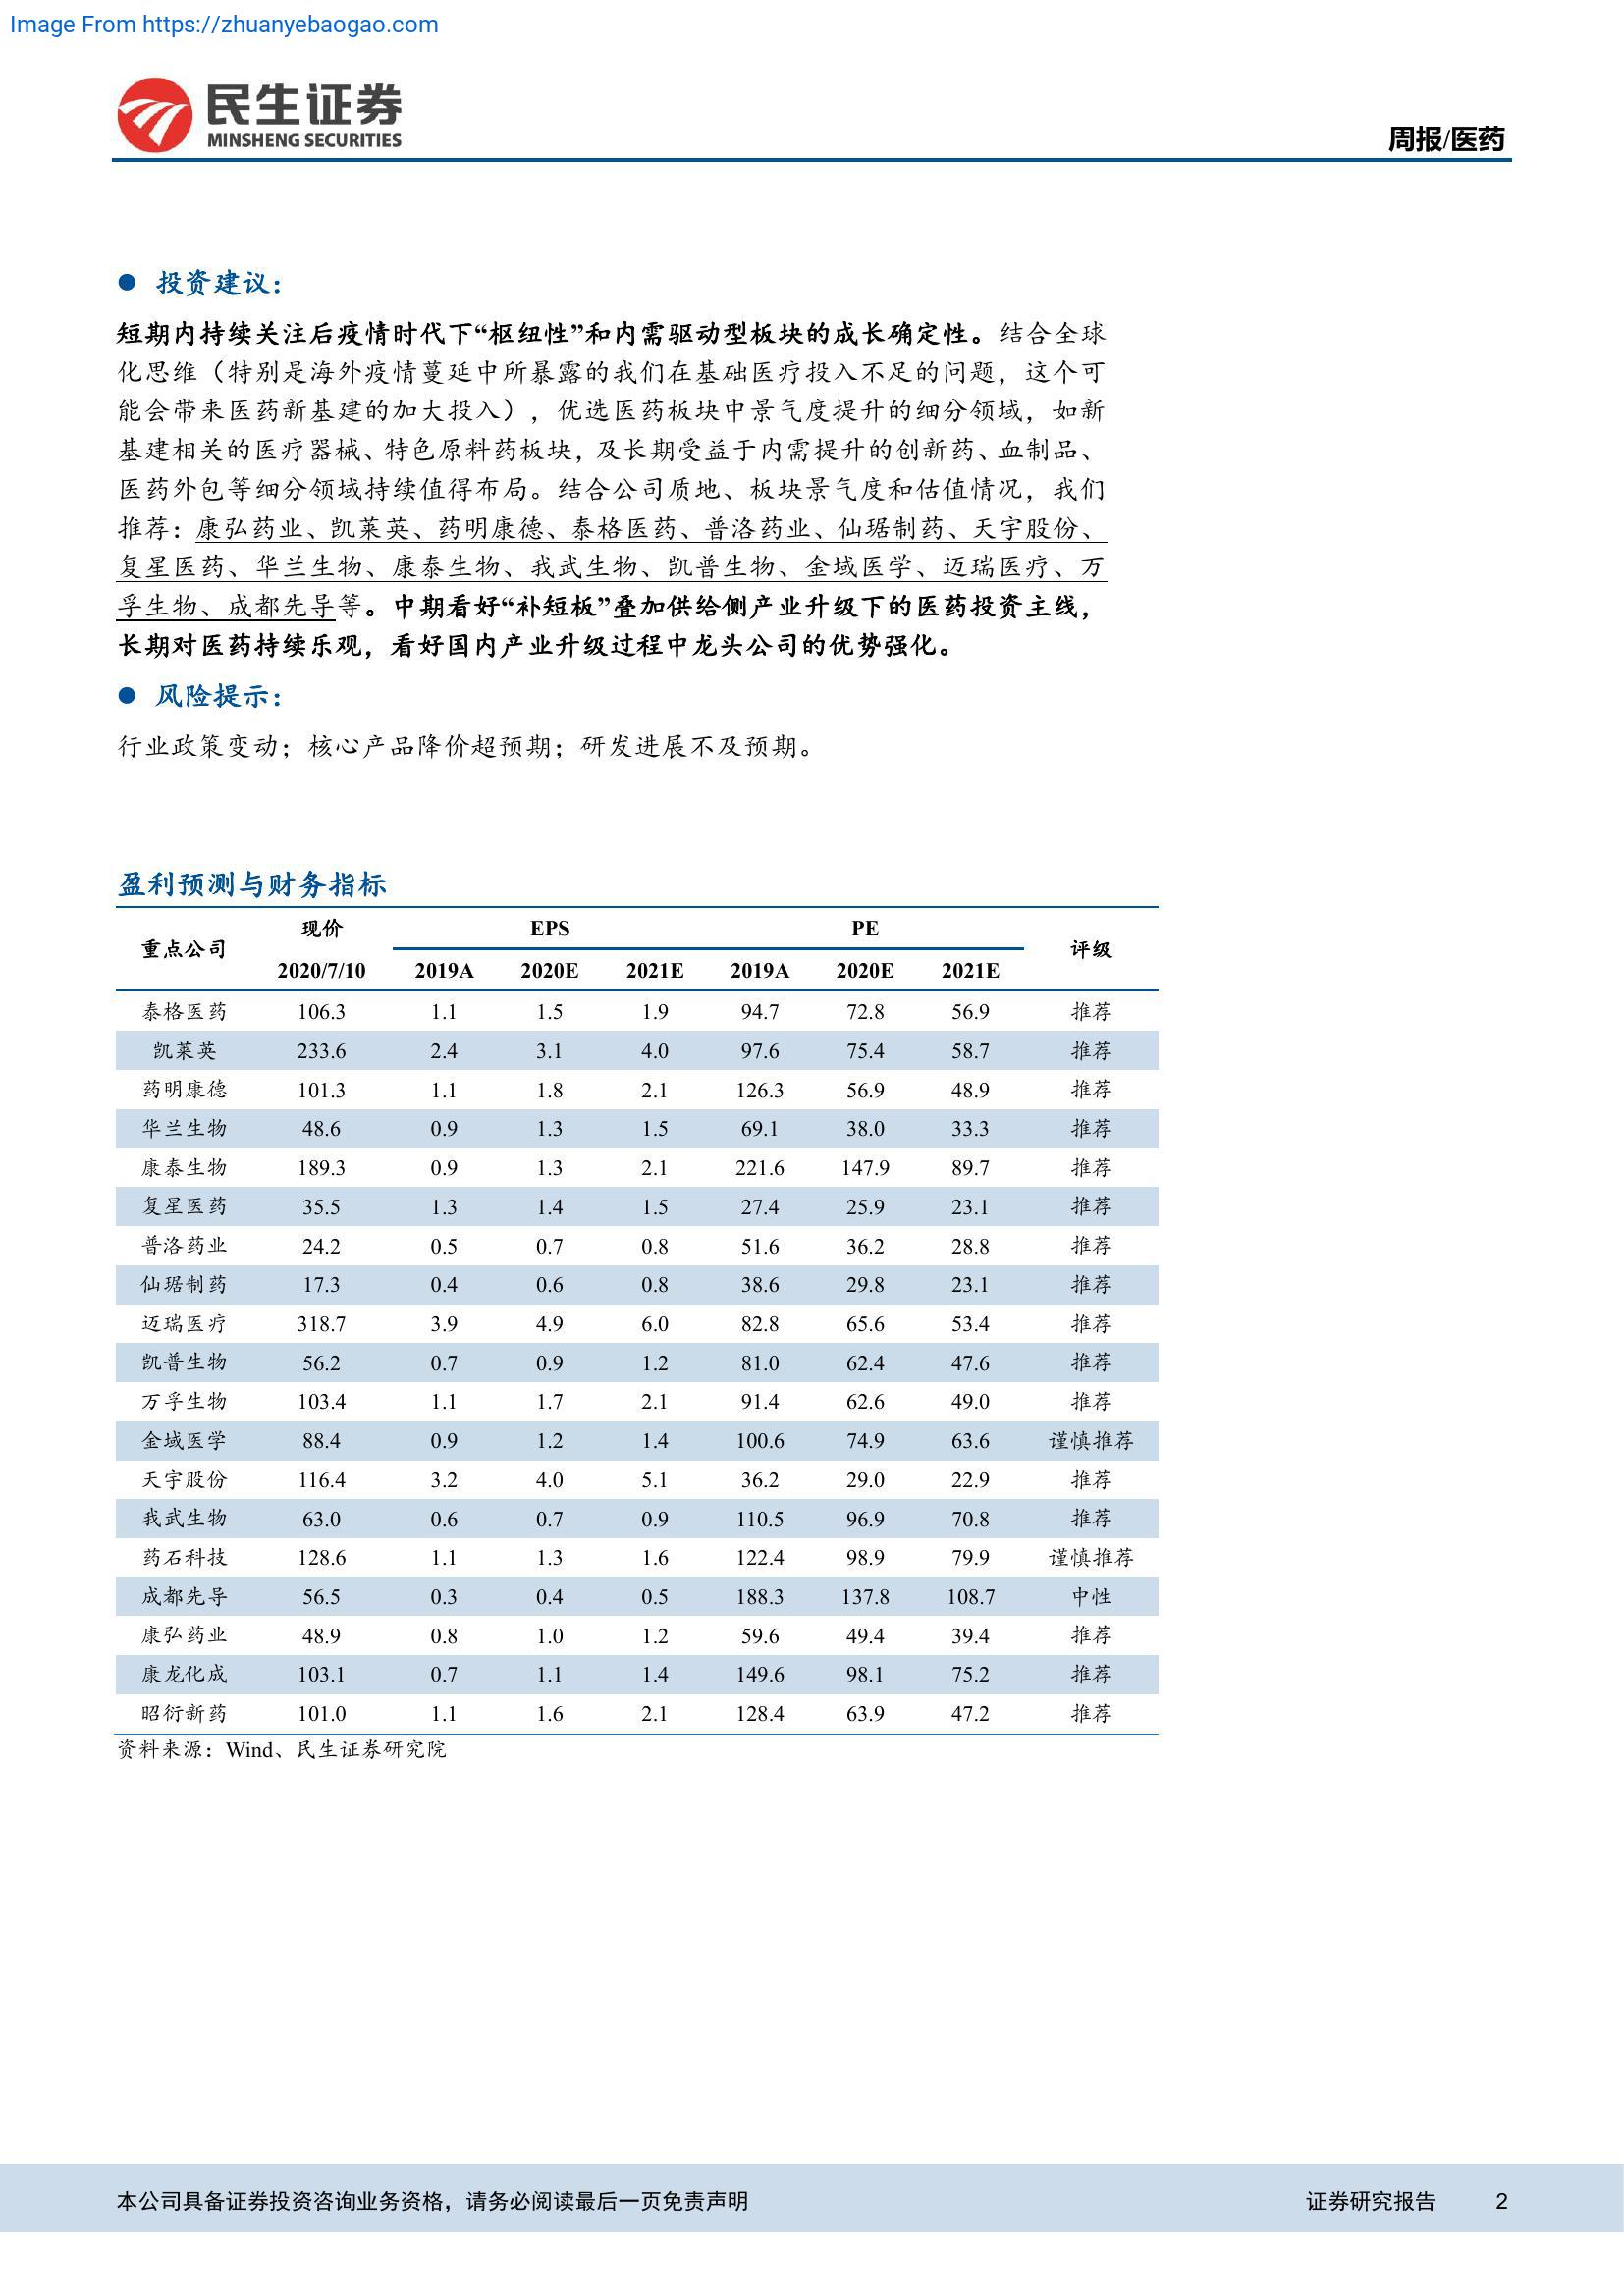 Image From https://zhuanyebaogao.com
民生证券
MINSHENG SECURITIES
周报/医药
● 投资建议：
短期内持续关注后疫情时代下“枢纽性”和内需驱动型板块的成长确定性。结合全球
化思维（特别是海外疫情蔓延中所暴露的我们在基础医疗投入不足的问题，这个可
能会带来医药新基建的加大投入），优选医药板块中景气度提升的细分领域，如新
基建相关的医疗器械、特色原料药板块，及长期受益于内需提升的创新药、血制品、
医药外包等细分领域持续值得布局。结合公司质地、板块景气度和估值情况，我们
推荐：康弘药业、凯莱英、药明康德、泰格医药、普洛药业、仙琚制药、天宇股份、
复星医药、华兰生物、康泰生物、我武生物、凯普生物、金域医学、迈瑞医疗、万
孚生物、成都先导等。中期看好“补短板”叠加供给侧产业升级下的医药投资主线，
长期对医药持续乐观，看好国内产业升级过程中龙头公司的优势强化。
● 风险提示：
行业政策变动；核心产品降价超预期；研发进展不及预期。
盈利预测与财务指标
重点公司 现价 EPS PE 评级
2020/7/10 2019A 2020E 2021E 2019A 2020E 2021E
泰格医药 106.3 1.1 1.5 1.9 94.7 72.8 56.9 推荐
凯莱英 233.6 2.4 3.1 4.0 97.6 75.4 58.7 推荐
药明康德 101.3 1.1 1.8 2.1 126.3 56.9 48.9 推荐
华兰生物 48.6 0.9 1.3 1.5 69.1 38.0 33.3 推荐
康泰生物 189.3 0.9 1.3 2.1 221.6 147.9 89.7 推荐
复星医药 35.5 1.3 1.4 1.5 27.4 25.9 23.1 推荐
普洛药业 24.2 0.5 0.7 0.8 51.6 36.2 28.8 推荐
仙琚制药 17.3 0.4 0.6 0.8 38.6 29.8 23.1 推荐
迈瑞医疗 318.7 3.9 4.9 6.0 82.8 65.6 53.4 推荐
凯普生物 56.2 0.7 0.9 1.2 81.0 62.4 47.6 推荐
万孚生物 103.4 1.1 1.7 2.1 91.4 62.6 49.0 推荐
金域医学 88.4 0.9 1.2 1.4 100.6 74.9 63.6 谨慎推荐
天宇股份 116.4 3.2 4.0 5.1 36.2 29.0 22.9 推荐
我武生物 63.0 0.6 0.7 0.9 110.5 96.9 70.8 推荐
药石科技 128.6 1.1 1.3 1.6 122.4 98.9 79.9 谨慎推荐
成都先导 56.5 0.3 0.4 0.5 188.3 137.8 108.7 中性
康弘药业 48.9 0.8 1.0 1.2 59.6 49.4 39.4 推荐
康龙化成 103.1 0.7 1.1 1.4 149.6 98.1 75.2 推荐
昭衍新药 101.0 1.1 1.6 2.1 128.4 63.9 47.2 推荐
资料来源：Wind、民生证券研究院
本公司具备证券投资咨询业务资格，请务必阅读最后一页免责声明 证券研究报告 2